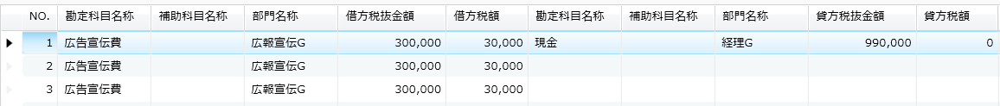 NO. 勘定科目名称 補助科目名称 部門名称 借方税抜金額 借方税額 勘定科目名称 補助科目名称 部門名称 貸方税抜金額 貸方税額
1 広告宣伝費 広報宣伝G 300,000 30,000 現金 経理G 990,000 0
2 広告宣伝費 広報宣伝G 300,000 30,000
3 広告宣伝費 広報宣伝G 300,000 30,000